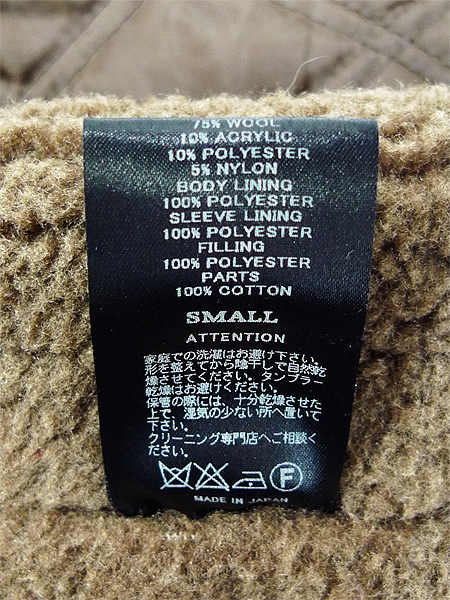 75% WOOL
10% ACRYLIC
10% POLYESTER
5% NYLON
BODY LINING
100% POLYESTER
SLEEVE LINING
100% POLYESTER
FILLING
100% POLYESTER
PARTS
100% COTTON
SMALL
ATTENTION
家庭での洗濯はお避け下さい。
形を整えてから陰干しで自然乾
燥させてください。タンブラー
乾燥はお避けください。
保管の際には、十分乾燥させた
上で、湿気の少ない所へ置いて
下さい。
クリーニング専門店へご相談く
ださい。
F
MADE IN JAPAN